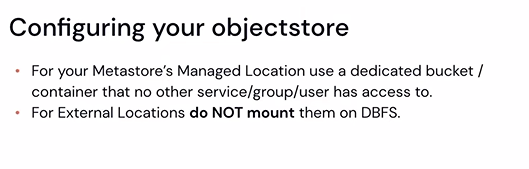 Configuring your objectstore
• For your Metastore's Managed Location use a dedicated bucket /
container that no other service/group/user has access to.
• For External Locations do NOT mount them on DBFS.